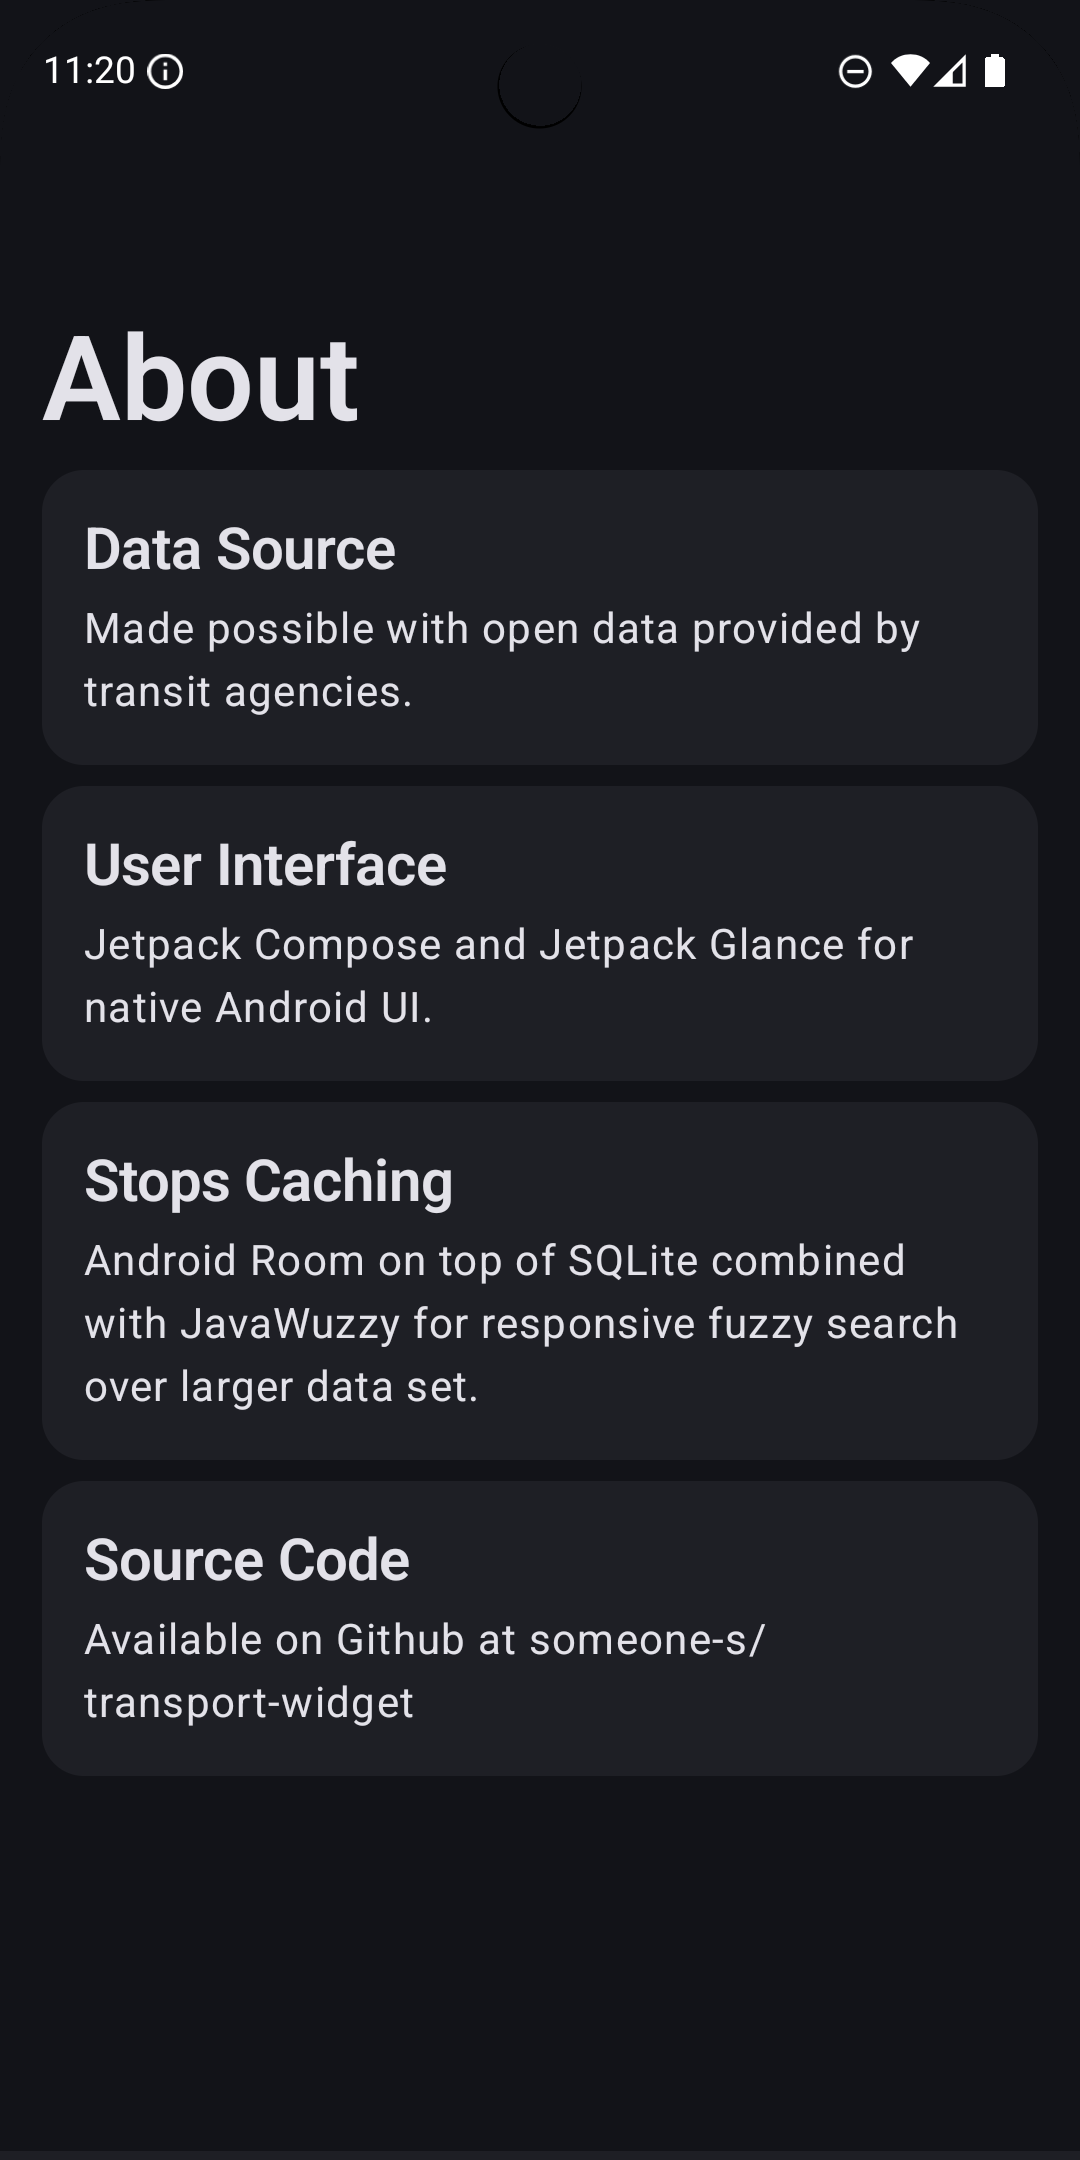 11:20
About
Data Source
Made possible with open data provided by
transit agencies.
User Interface
Jetpack Compose and Jetpack Glance for
native Android UI.
Stops Caching
Android Room on top of SQLite combined
with JavaWuzzy for responsive fuzzy search
over larger data set.
Source Code
Available on Github at someone-s/
transport-widget